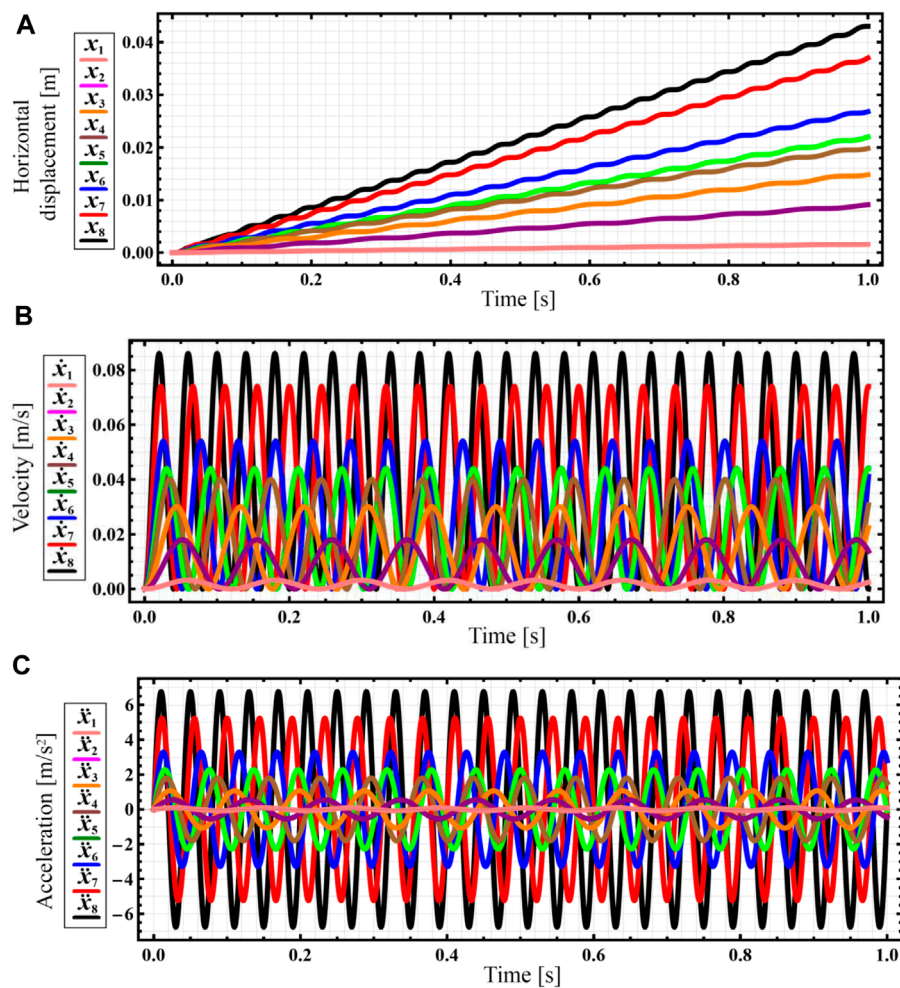 A
x₁
x₂
x₃
x₄
x₅
x₆
x₇
x₈
Horizontal
displacement [m]
0.04
0.03
0.02
0.01
0.00
0.0 0.2 0.4 0.6 0.8 1.0
Time [s]
B
ẋ₁
ẋ₂
ẋ₃
ẋ₄
ẋ₅
ẋ₆
ẋ₇
ẋ₈
Velocity [m/s]
0.08
0.06
0.04
0.02
0.00
0.0 0.2 0.4 0.6 0.8 1.0
Time [s]
C
ẍ₁
ẍ₂
ẍ₃
ẍ₄
ẍ₅
ẍ₆
ẍ₇
ẍ₈
Acceleration [m/s²]
6
4
2
0
−2
−4
−6
0.0 0.2 0.4 0.6 0.8 1.0
Time [s]